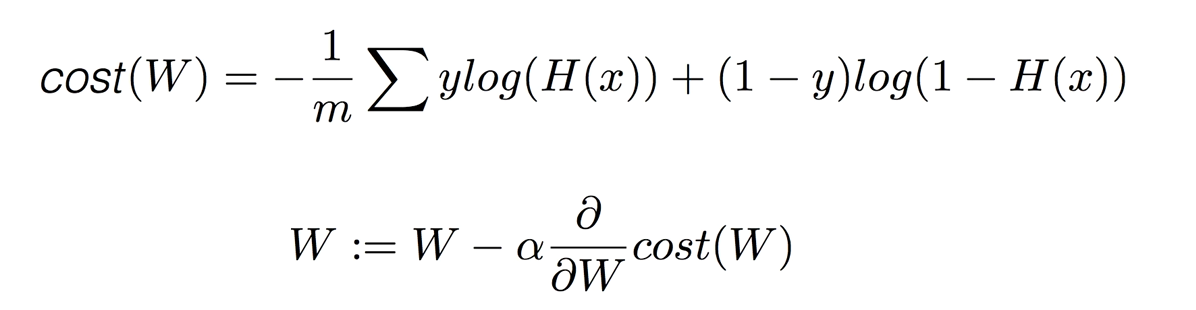 cost(W) = −1/m ∑ ylog(H(x)) + (1 − y)log(1 − H(x))
W := W − α ∂/∂W cost(W)